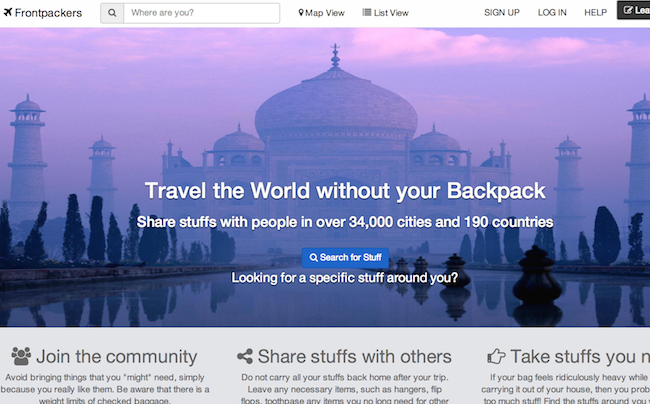 Frontpackers
Where are you?
Map View
List View
SIGN UP
LOG IN
HELP
Lea
Travel the World without your Backpack
Share stuffs with people in over 34,000 cities and 190 countries
Search for Stuff
Looking for a specific stuff around you?
Join the community
Avoid bringing things that you "might" need, simply
because you really like them. Be aware that there is a
weight limits of checked baggage.
Share stuffs with others
Do not carry all your stuffs back home after your trip.
Leave any necessary items, such as hangers, flip
flops, toothpase any items you no long need for other
Take stuffs you n
If your bag feels ridiculously heavy while
carrying it out of your house, then you prob
too much stuff! Find the stuffs around you